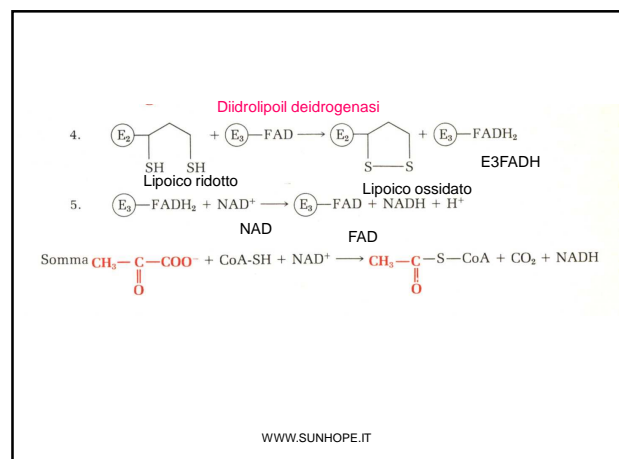 Diidrolipoil deidrogenasi
4. E₂ + E₃—FAD ⟶ E₂ + E₃—FADH₂
SH SH S—S
E3FADH
Lipoico ridotto Lipoico ossidato
5. E₃—FADH₂ + NAD⁺ ⟶ E₃—FAD + NADH + H⁺
NAD FAD
Somma CH₃—C—COO⁻ + CoA-SH + NAD⁺ ⟶ CH₃—C—S—CoA + CO₂ + NADH
O O
WWW.SUNHOPE.IT